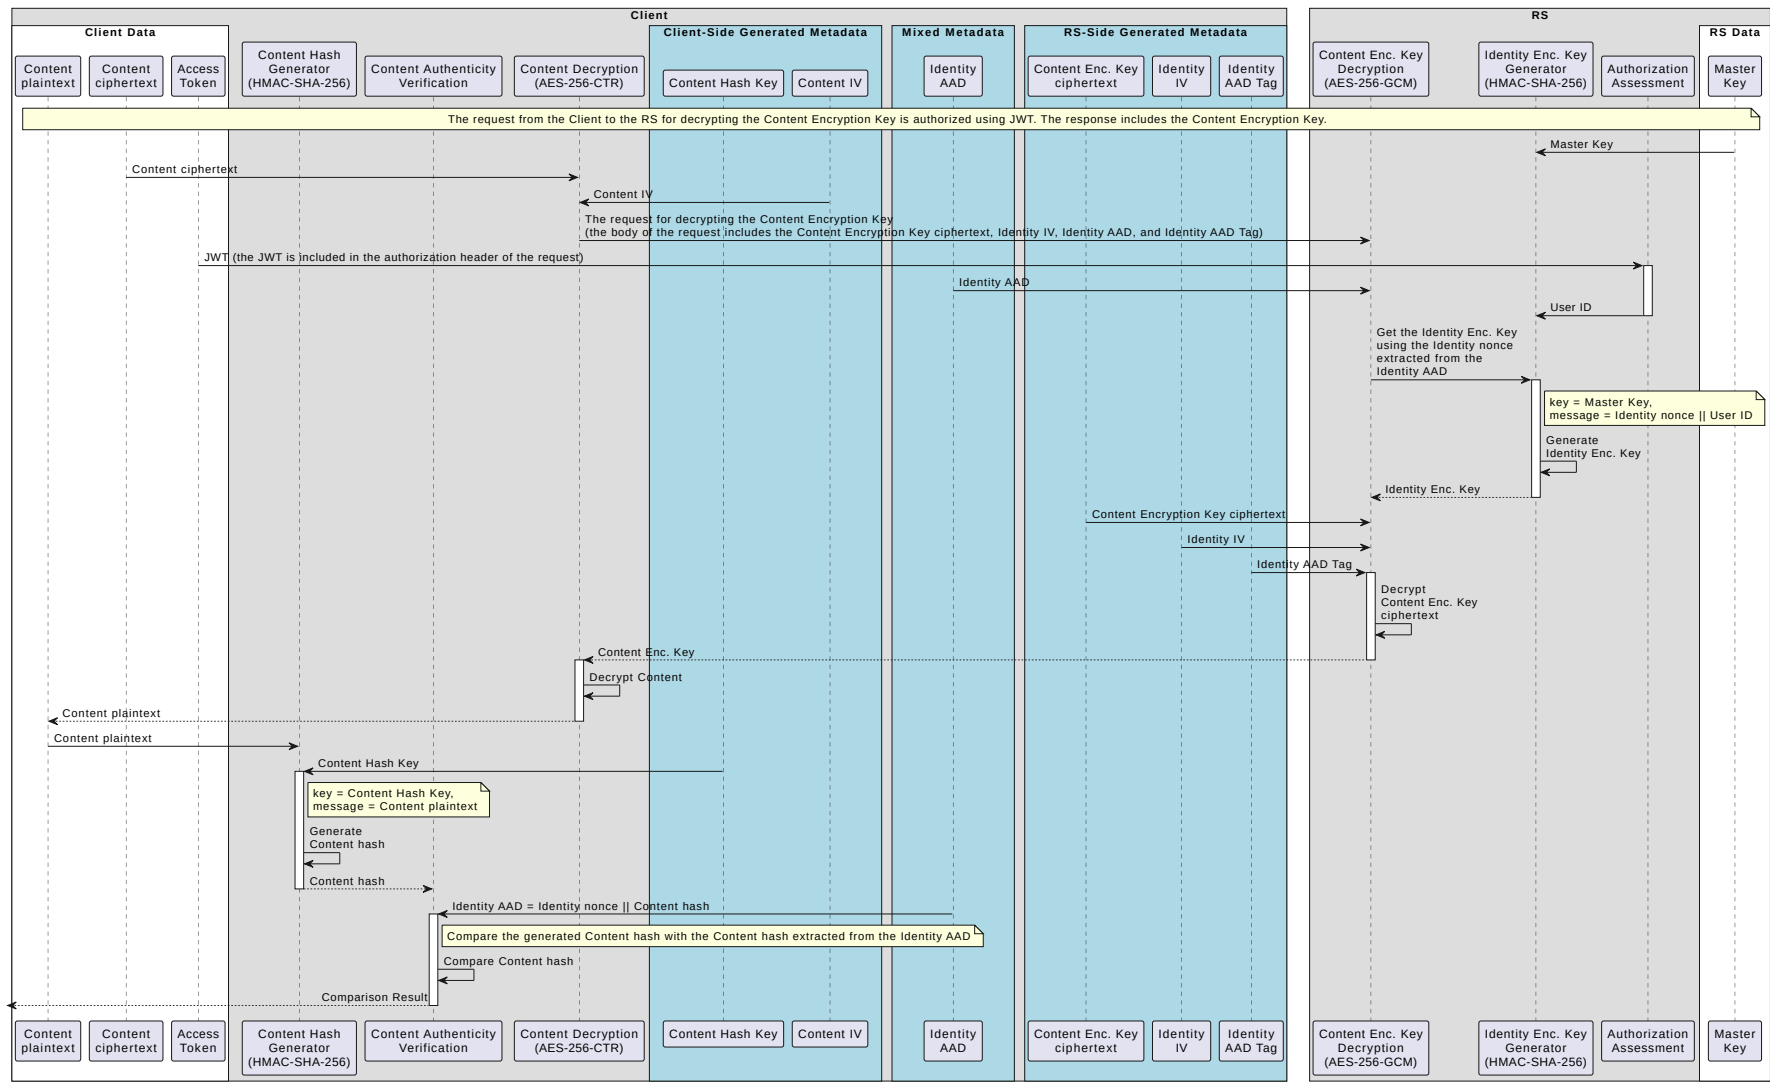 Client
RS
Client Data
Client-Side Generated Metadata
Mixed Metadata
RS-Side Generated Metadata
RS Data
Content
plaintext
Content
ciphertext
Access
Token
Content Hash
Generator
(HMAC-SHA-256)
Content Authenticity
Verification
Content Decryption
(AES-256-CTR)
Content Hash Key
Content IV
Identity
AAD
Content Enc. Key
ciphertext
Identity
IV
Identity
AAD Tag
Content Enc. Key
Decryption
(AES-256-GCM)
Identity Enc. Key
Generator
(HMAC-SHA-256)
Authorization
Assessment
Master
Key
The request from the Client to the RS for decrypting the Content Encryption Key is authorized using JWT. The response includes the Content Encryption Key.
Master Key
Content ciphertext
Content IV
The request for decrypting the Content Encryption Key
(the body of the request includes the Content Encryption Key ciphertext, Identity IV, Identity AAD, and Identity AAD Tag)
JWT (the JWT is included in the authorization header of the request)
Identity AAD
User ID
Get the Identity Enc. Key
using the Identity nonce
extracted from the
Identity AAD
key = Master Key,
message = Identity nonce || User ID
Generate
Identity Enc. Key
Identity Enc. Key
Content Encryption Key ciphertext
Identity IV
Identity AAD Tag
Decrypt
Content Enc. Key
ciphertext
Content Enc. Key
Decrypt Content
Content plaintext
Content plaintext
Content Hash Key
key = Content Hash Key,
message = Content plaintext
Generate
Content hash
Content hash
Identity AAD = Identity nonce || Content hash
Compare the generated Content hash with the Content hash extracted from the Identity AAD
Compare Content hash
Comparison Result
Content
plaintext
Content
ciphertext
Access
Token
Content Hash
Generator
(HMAC-SHA-256)
Content Authenticity
Verification
Content Decryption
(AES-256-CTR)
Content Hash Key
Content IV
Identity
AAD
Content Enc. Key
ciphertext
Identity
IV
Identity
AAD Tag
Content Enc. Key
Decryption
(AES-256-GCM)
Identity Enc. Key
Generator
(HMAC-SHA-256)
Authorization
Assessment
Master
Key